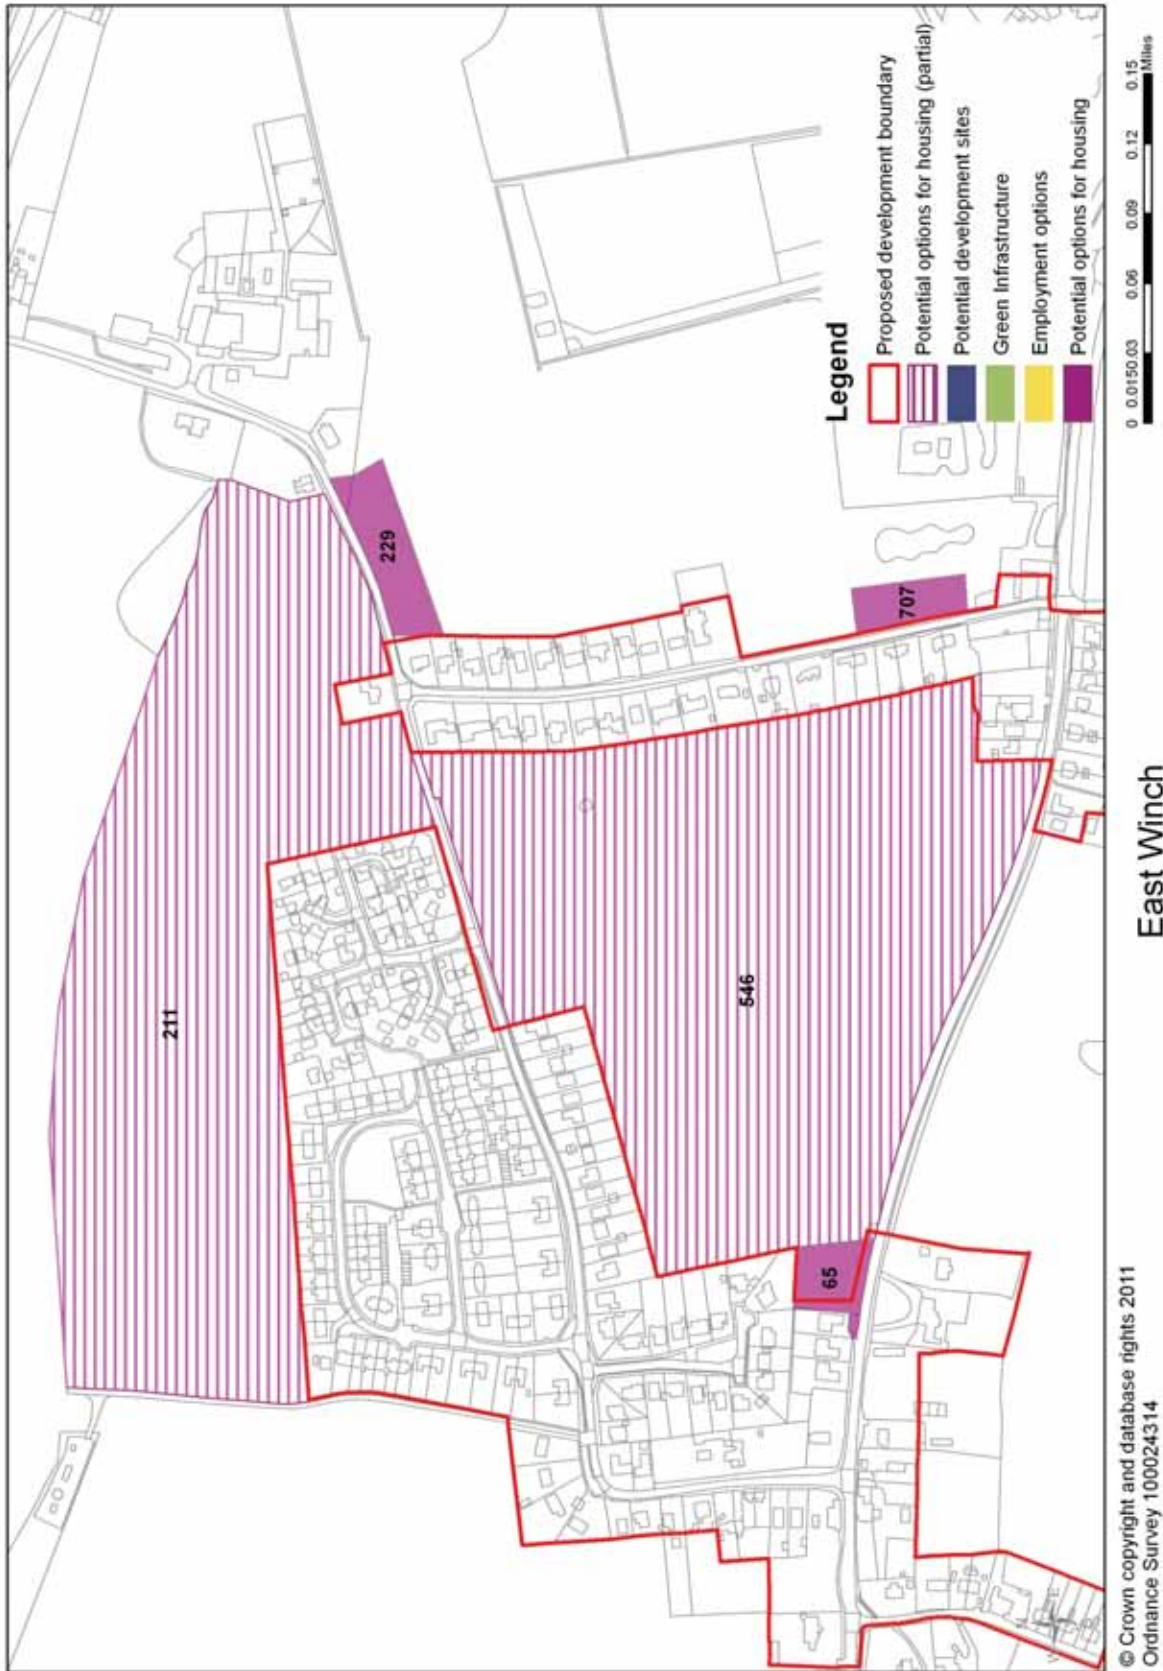 211
229
546
707
65
Legend
Proposed development boundary
Potential options for housing (partial)
Potential development sites
Green Infrastructure
Employment options
Potential options for housing
0 0.0150.03 0.06 0.09 0.12 0.15
Miles
East Winch
© Crown copyright and database rights 2011
Ordnance Survey 100024314